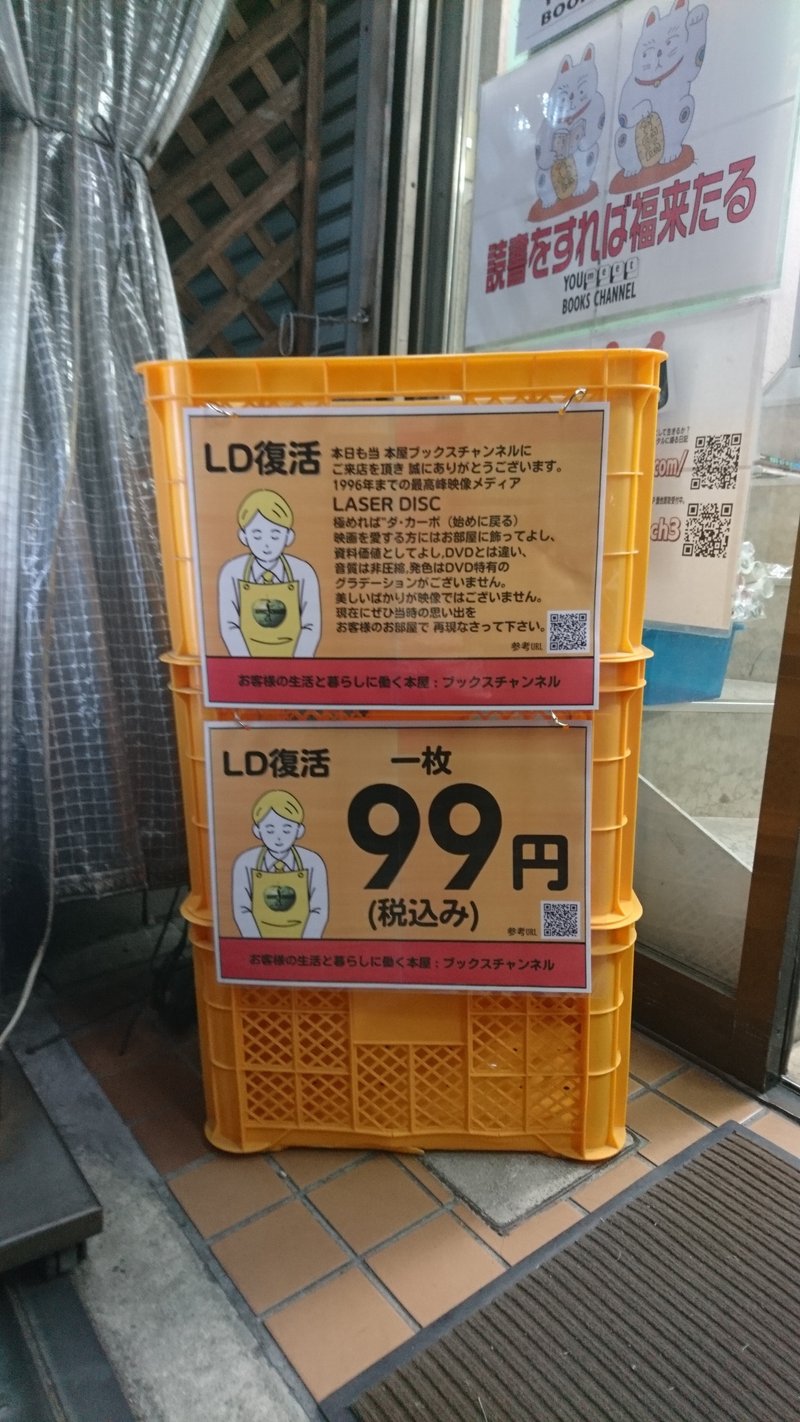 BOO
読書をすれば福来たる
YOU
BOOKS CHANNEL
.com/
ch3
LD復活
本日も当 本屋ブックスチャンネルに
ご来店を頂き 誠にありがとうございます。
1996年までの最高峰映像メディア
LASER DISC
極めれば"ダ・カーポ（始めに戻る）
映画を愛する方にはお部屋に飾ってよし、
資料価値としてよし,DVDとは違い、
音質は非圧縮,発色はDVD特有の
グラデーションがございません。
美しいばかりが映像ではございません。
現在にぜひ当時の思い出を
お客様のお部屋で 再現なさって下さい。
参考URL
お客様の生活と暮らしに働く本屋：ブックスチャンネル
LD復活
一枚
99円
(税込み)
参考URL
お客様の生活と暮らしに働く本屋：ブックスチャンネル